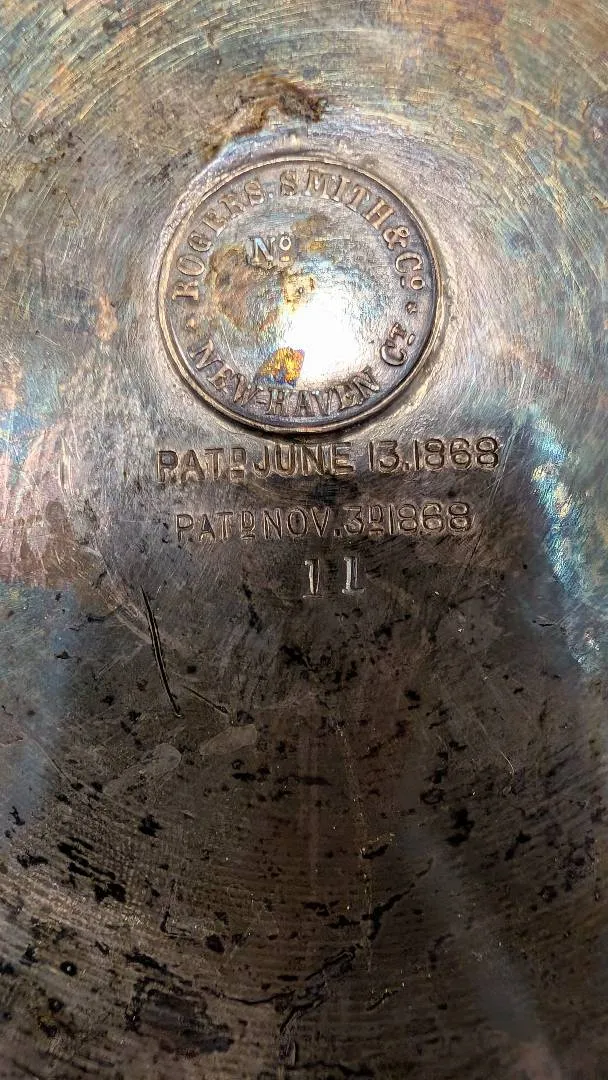 ROGERS. SMITH & Cº
Nº
NEW-HAVEN CT.
PATD JUNE 13.1868
PATD NOV. 3D 1868
11